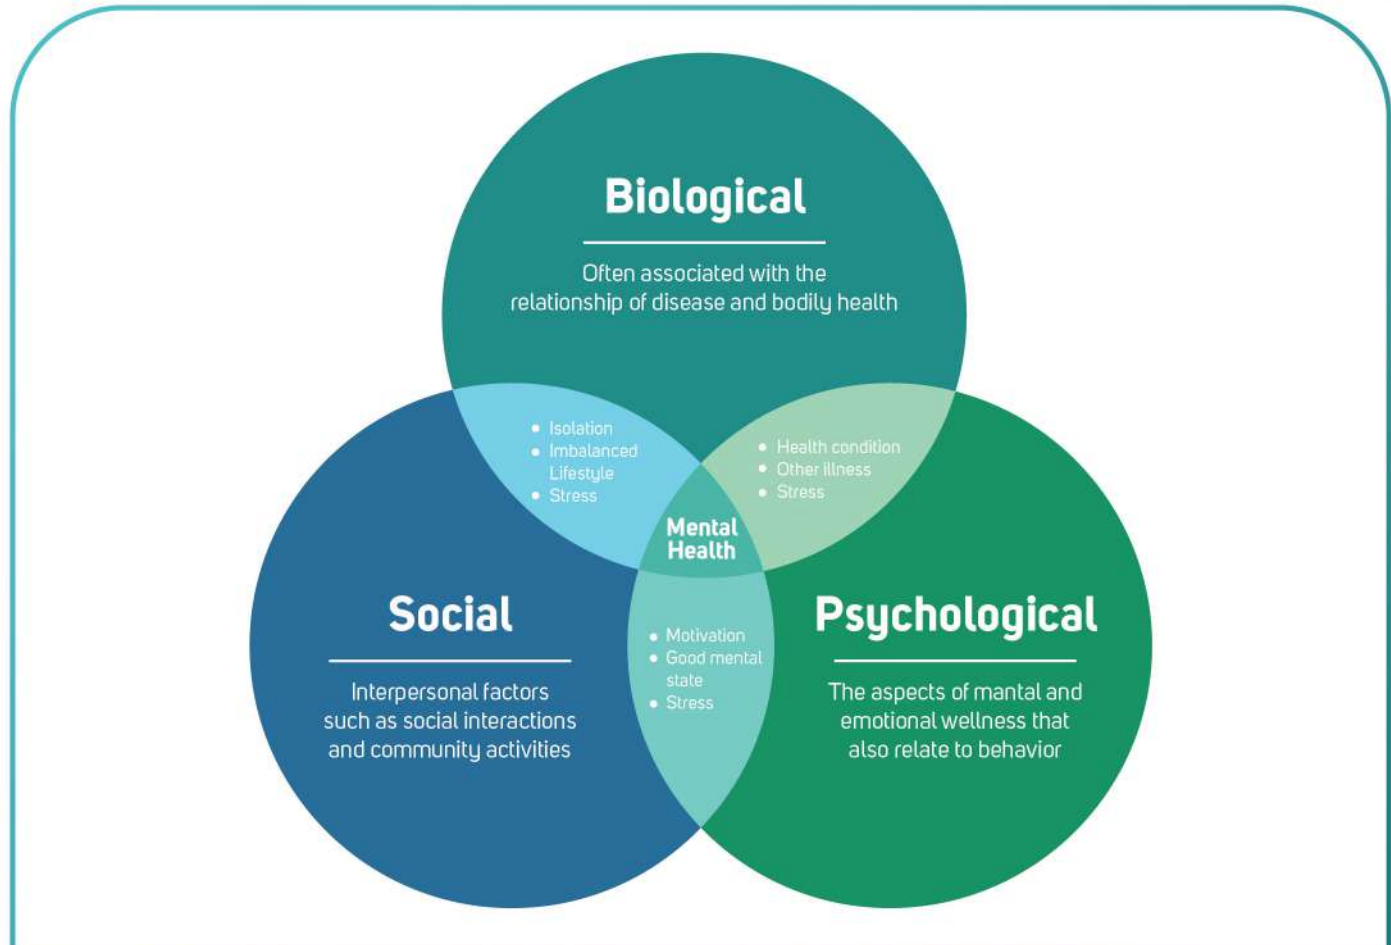 Biological
Often associated with the
relationship of disease and bodily health
• Isolation
• Imbalanced
Lifestyle
• Stress
• Health condition
• Other illness
• Stress
Mental
Health
Social
Interpersonal factors
such as social interactions
and community activities
• Motivation
• Good mental
state
• Stress
Psychological
The aspects of mantal and
emotional wellness that
also relate to behavior